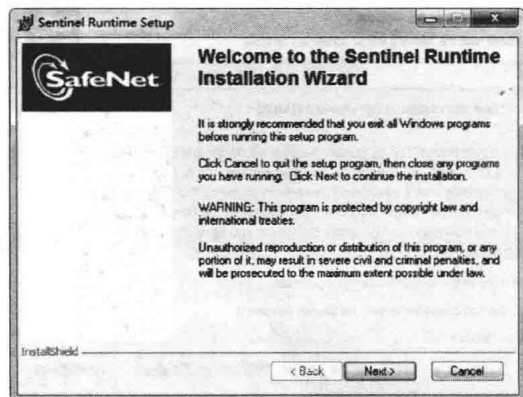 Sentinel Runtime Setup
SafeNet
Welcome to the Sentinel Runtime
Installation Wizard
It is strongly recommended that you exit all Windows programs
before running this setup program.
Click Cancel to quit the setup program, then close any programs
you have running. Click Next to continue the installation.
WARNING: This program is protected by copyright law and
international treaties.
Unauthorized reproduction or distribution of this program, or any
portion of it, may result in severe civil and criminal penalties, and
will be prosecuted to the maximum extent possible under law.
InstallShield
< Back Next > Cancel